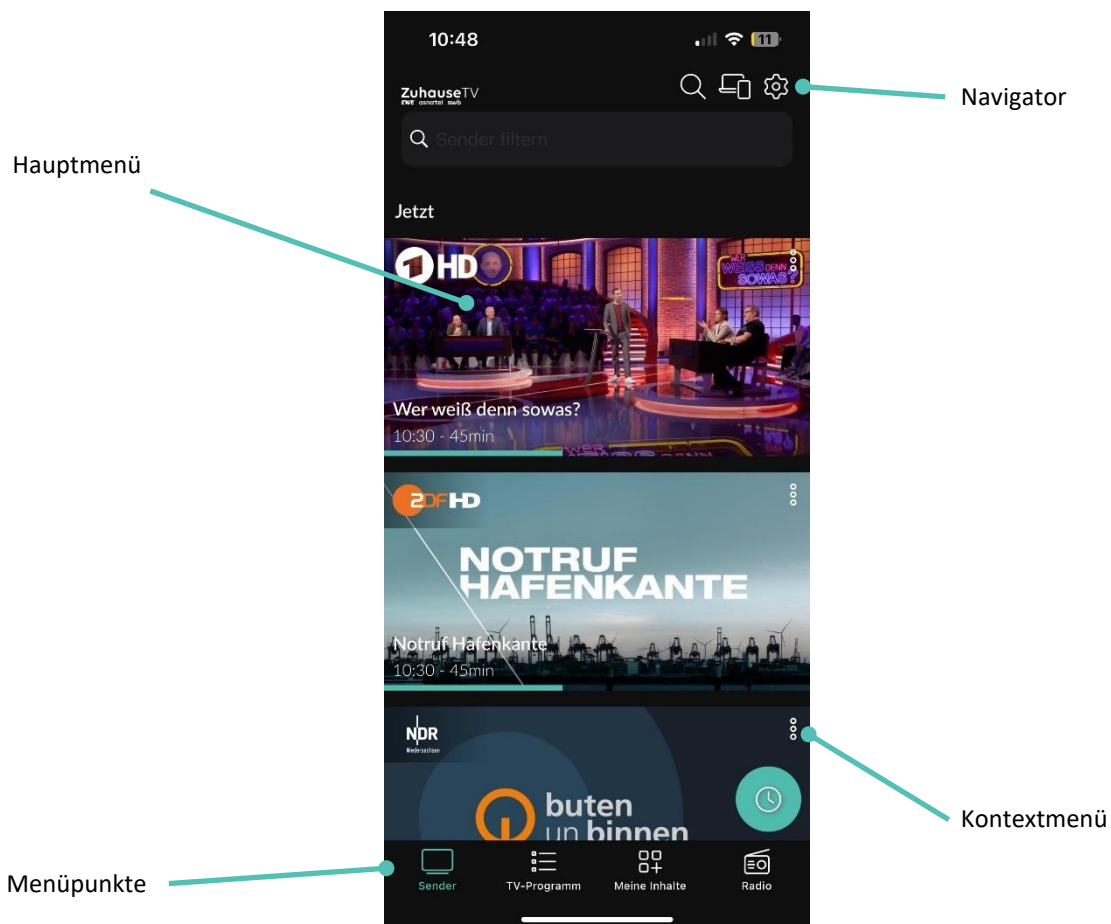 10:48
11
ZuhauseTV
EWE osnatel swb
Navigator
Sender filtern
Hauptmenü
Jetzt
1 HD
WER
WEISS DENN
SOWAS?
Wer weiß denn sowas?
10:30 - 45min
2DF HD
NOTRUF
HAFENKANTE
Notruf Hafenkante
10:30 - 45min
NDR
Niedersachsen
buten
un binnen
Kontextmenü
Menüpunkte
Sender
TV-Programm
Meine Inhalte
Radio